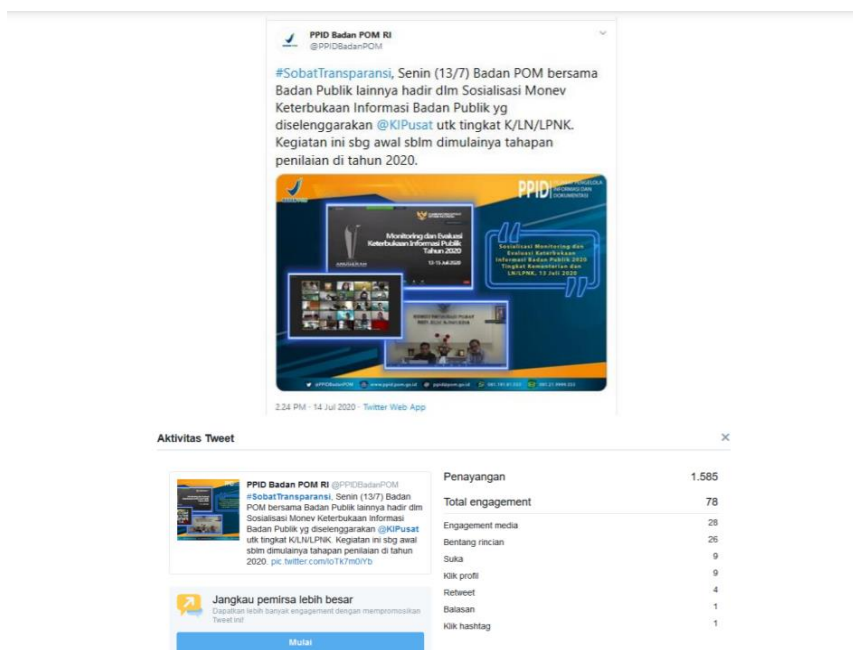 PPID Badan POM RI
@PPIDBadanPOM
#SobatTransparansi, Senin (13/7) Badan POM bersama
Badan Publik lainnya hadir dlm Sosialisasi Monev
Keterbukaan Informasi Badan Publik yg
diselenggarakan @KIPusat utk tingkat K/LN/LPNK.
Kegiatan ini sbg awal sblm dimulainya tahapan
penilaian di tahun 2020.
PPID
INFORMASI DAN
DOKUMENTASI
Monitoring dan Evaluasi
Keterbukaan Informasi Publik
Tahun 2020
13-15 Juli 2020
Sosialisasi Monitoring dan
Evaluasi Keterbukaan
Informasi Badan Publik 2020
Tingkat Kementerian dan
LN/LPNK, 13 Juli 2020
2:24 PM · 14 Jul 2020 · Twitter Web App
Aktivitas Tweet
PPID Badan POM RI @PPIDBadanPOM
#SobatTransparansi, Senin (13/7) Badan
POM bersama Badan Publik lainnya hadir dlm
Sosialisasi Monev Keterbukaan Informasi
Badan Publik yg diselenggarakan @KIPusat
utk tingkat K/LN/LPNK. Kegiatan ini sbg awal
sblm dimulainya tahapan penilaian di tahun
2020. pic.twitter.com/loTk7m0iYb
Jangkau pemirsa lebih besar
Dapatkan lebih banyak engagement dengan mempromosikan
Tweet ini!
Mulai
Penayangan 1.585
Total engagement 78
Engagement media 28
Bentang rincian 26
Suka 9
Klik profil 9
Retweet 4
Balasan 1
Klik hashtag 1